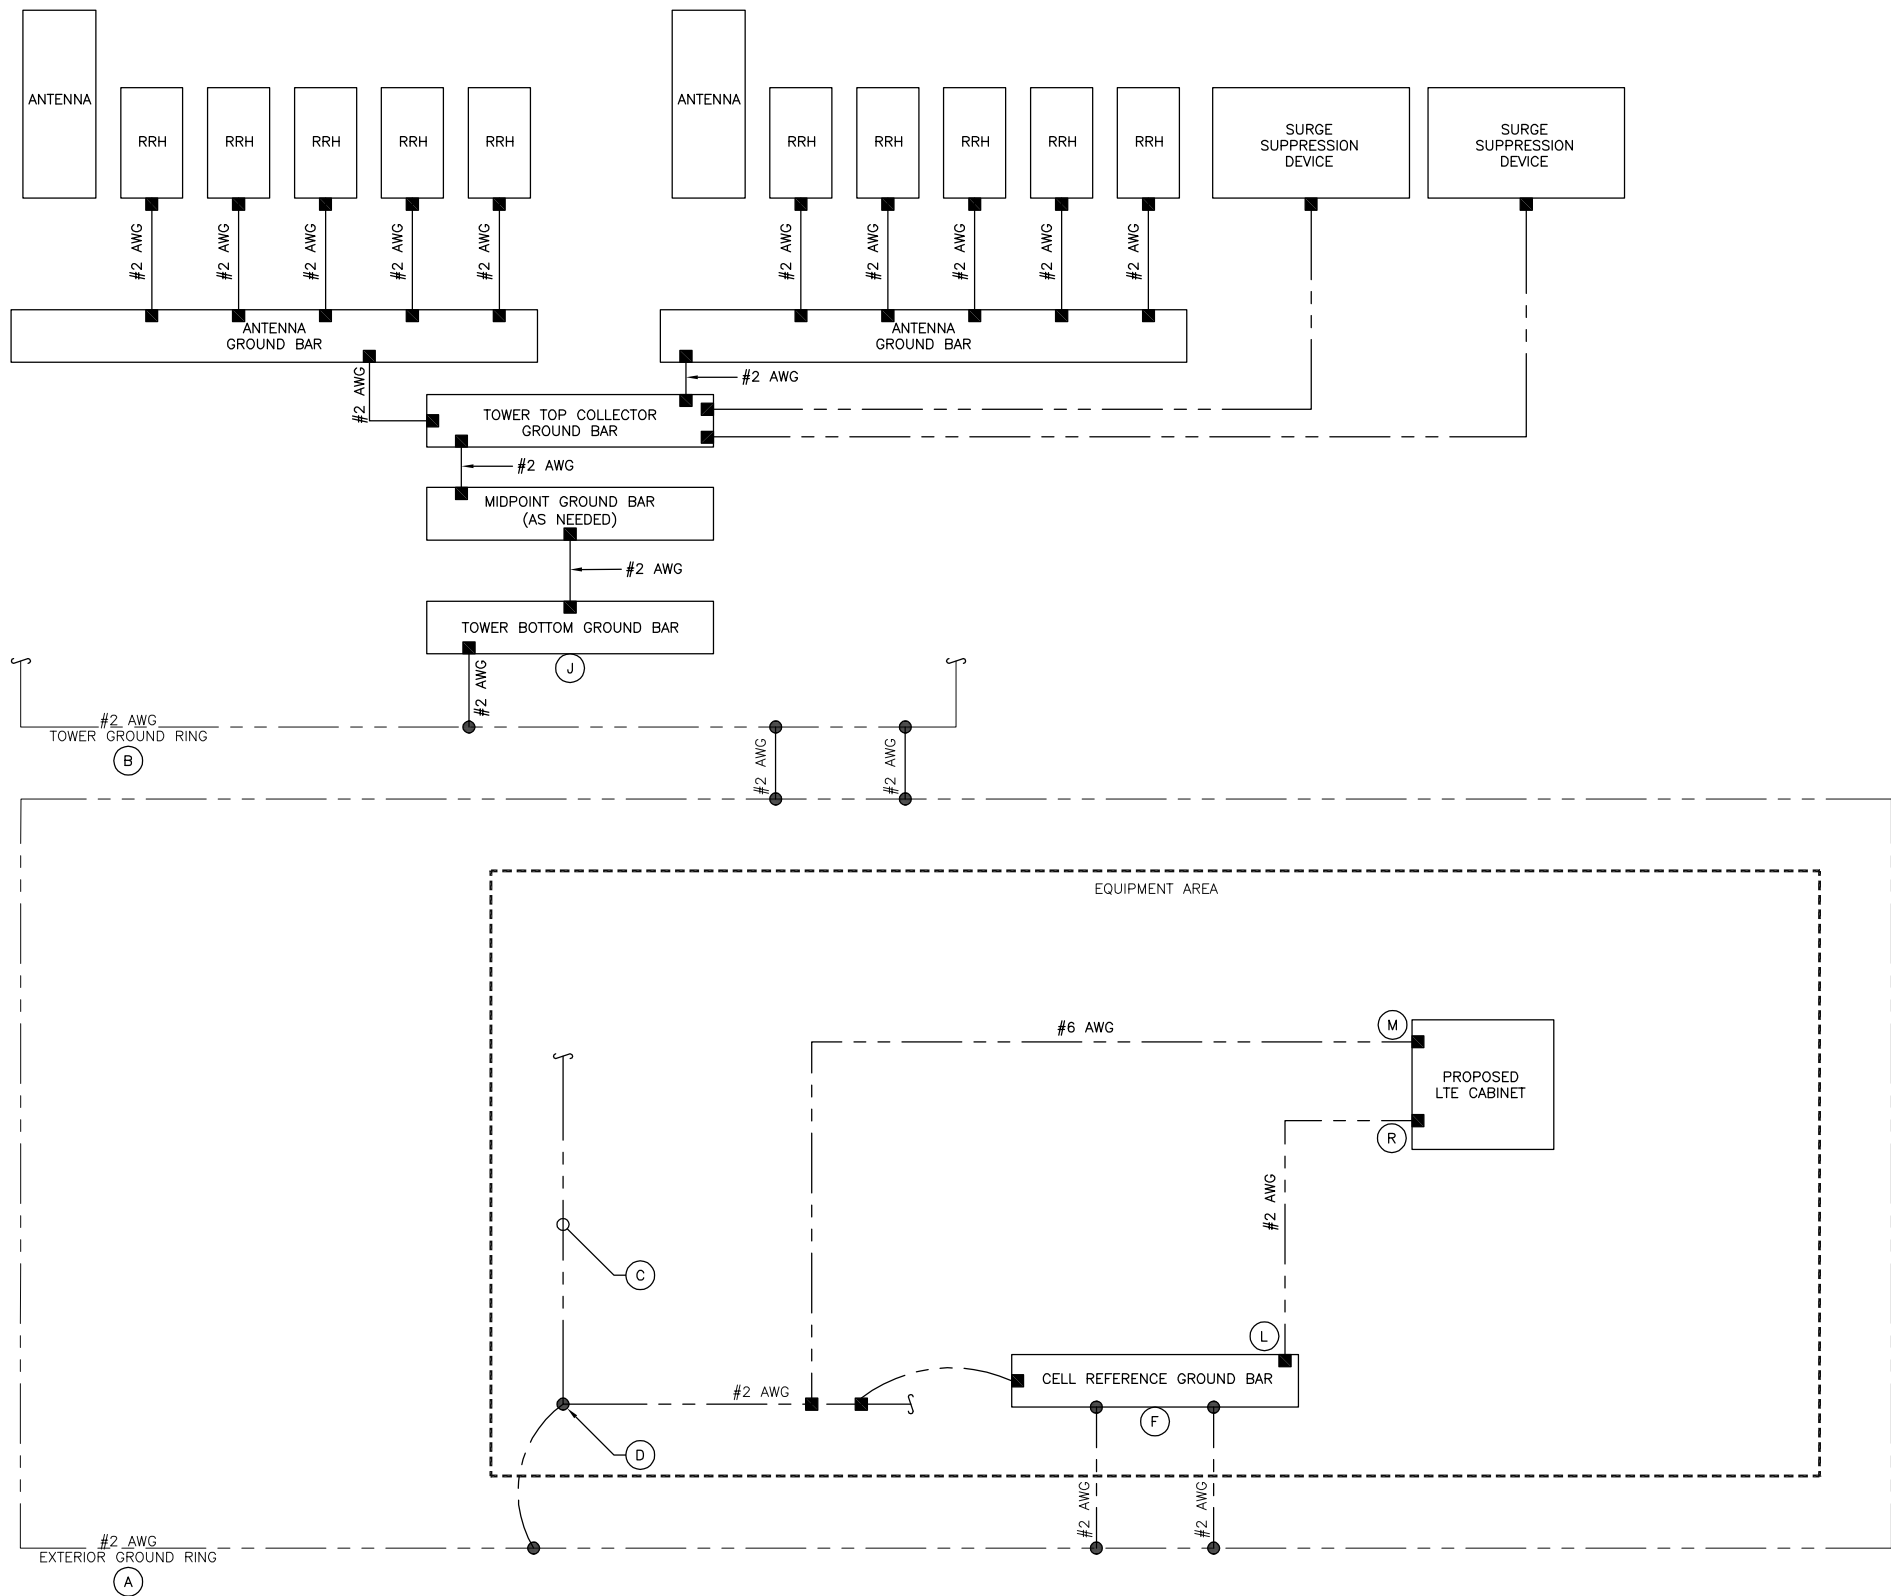 ANTENNA
RRH
RRH
RRH
RRH
RRH
ANTENNA
RRH
RRH
RRH
RRH
RRH
SURGE
SUPPRESSION
DEVICE
SURGE
SUPPRESSION
DEVICE
#2 AWG
#2 AWG
#2 AWG
#2 AWG
#2 AWG
#2 AWG
#2 AWG
#2 AWG
#2 AWG
#2 AWG
ANTENNA
GROUND BAR
ANTENNA
GROUND BAR
#2 AWG
#2 AWG
TOWER TOP COLLECTOR
GROUND BAR
#2 AWG
MIDPOINT GROUND BAR
(AS NEEDED)
#2 AWG
TOWER BOTTOM GROUND BAR
J
#2 AWG
#2 AWG
TOWER GROUND RING
B
#2 AWG
#2 AWG
EQUIPMENT AREA
#6 AWG
M
PROPOSED
LTE CABINET
R
#2 AWG
C
L
CELL REFERENCE GROUND BAR
#2 AWG
F
D
#2 AWG
#2 AWG
#2 AWG
EXTERIOR GROUND RING
A